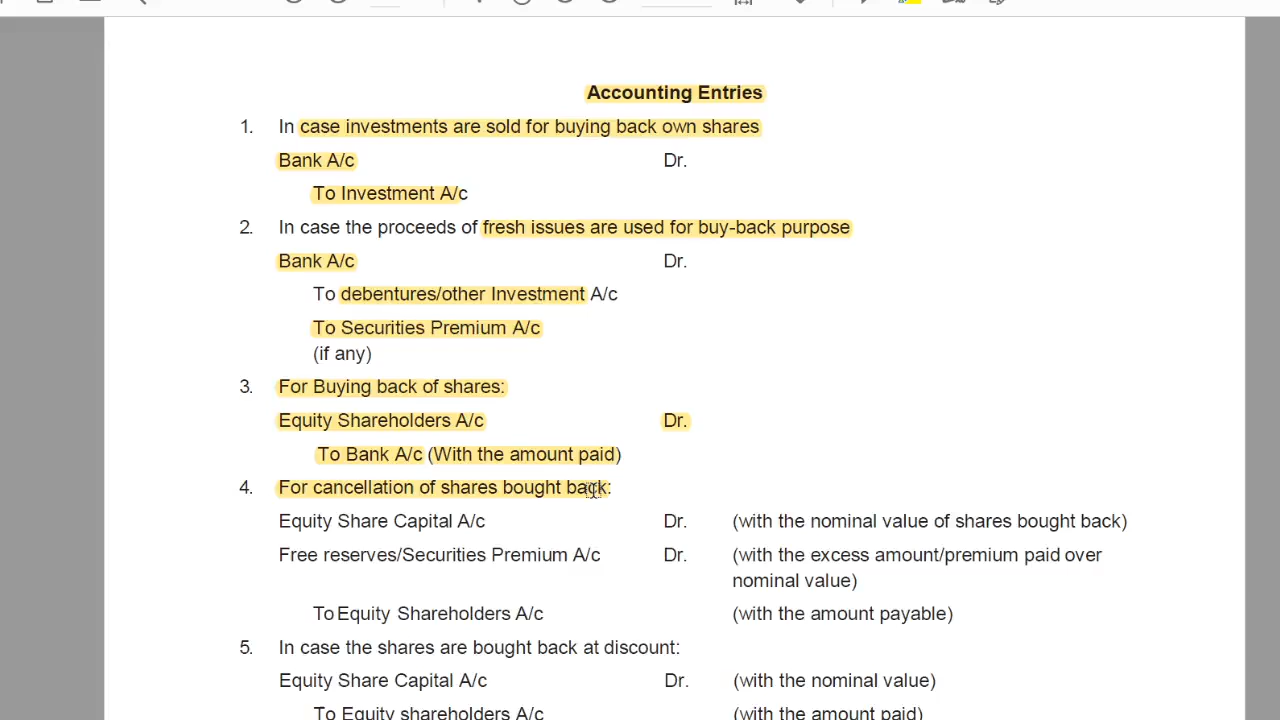 Accounting Entries
1. In case investments are sold for buying back own shares
Bank A/c Dr.
To Investment A/c
2. In case the proceeds of fresh issues are used for buy-back purpose
Bank A/c Dr.
To debentures/other Investment A/c
To Securities Premium A/c
(if any)
3. For Buying back of shares:
Equity Shareholders A/c Dr.
To Bank A/c (With the amount paid)
4. For cancellation of shares bought back:
Equity Share Capital A/c Dr. (with the nominal value of shares bought back)
Free reserves/Securities Premium A/c Dr. (with the excess amount/premium paid over
nominal value)
To Equity Shareholders A/c (with the amount payable)
5. In case the shares are bought back at discount:
Equity Share Capital A/c Dr. (with the nominal value)
To Equity shareholders A/c (with the amount paid)